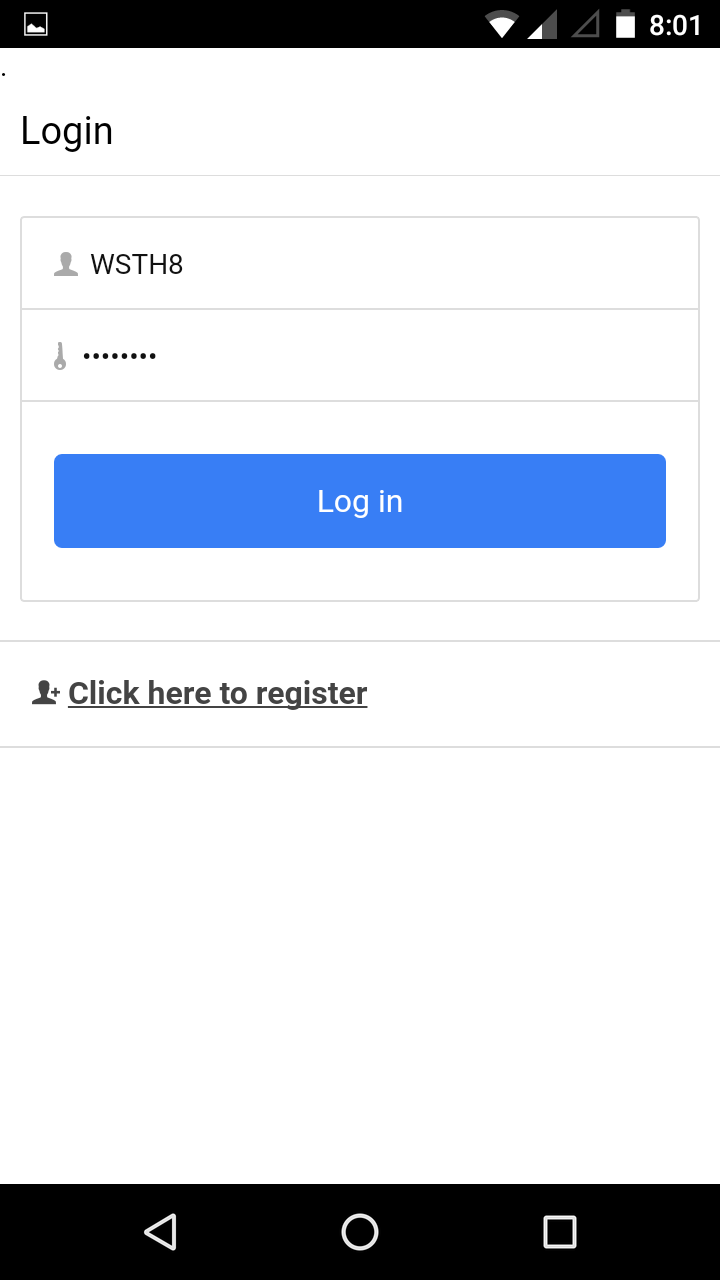 8:01
.
Login
WSTH8
••••••••
Log in
Click here to register